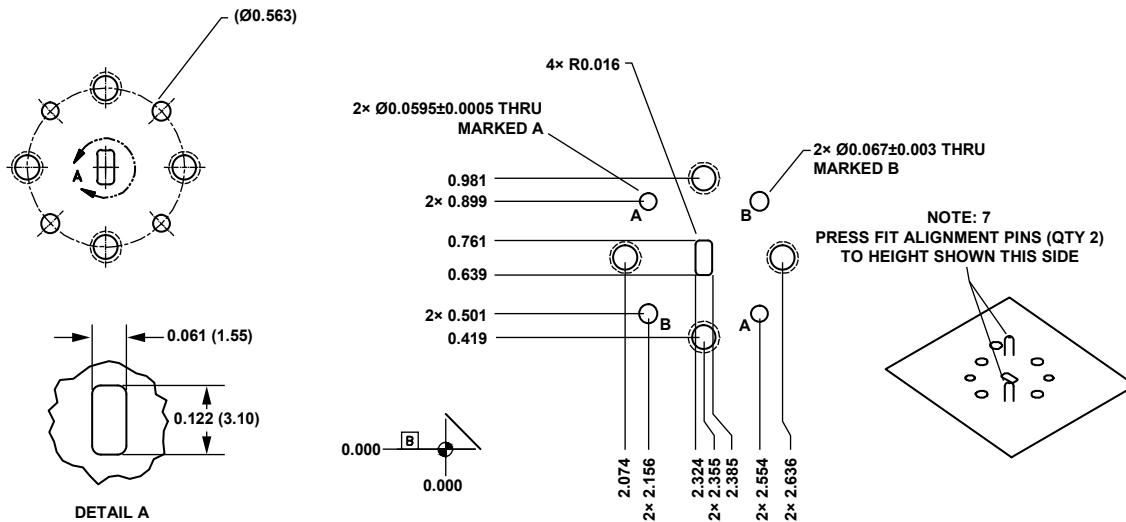 (Ø0.563)
A
0.061 (1.55)
0.122 (3.10)
DETAIL A
4× R0.016
2× Ø0.0595±0.0005 THRU
MARKED A
2× Ø0.067±0.003 THRU
MARKED B
0.981
2× 0.899
0.761
0.639
2× 0.501
0.419
A
B
B
A
0.000
B
0.000
2.074
2× 2.156
2.324
2× 2.355
2.385
2× 2.554
2× 2.636
NOTE: 7
PRESS FIT ALIGNMENT PINS (QTY 2)
TO HEIGHT SHOWN THIS SIDE